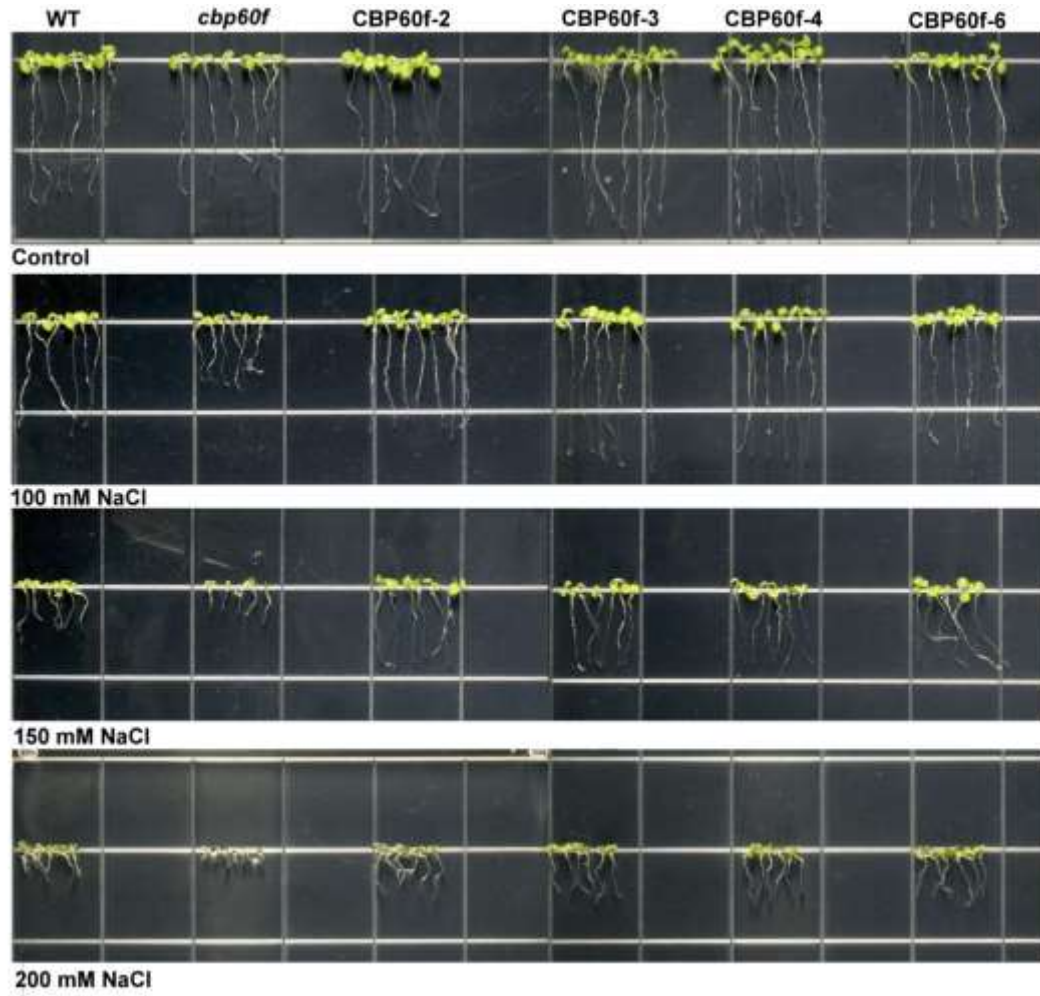 WT cbp60f CBP60f-2 CBP60f-3 CBP60f-4 CBP60f-6
Control
100 mM NaCl
150 mM NaCl
200 mM NaCl